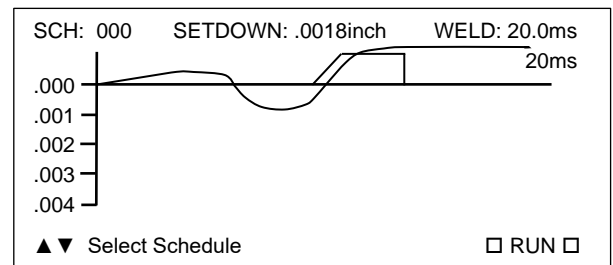 SCH: 000 SETDOWN: .0018inch WELD: 20.0ms
20ms
.000
.001
.002
.003
.004
▲▼ Select Schedule □ RUN □